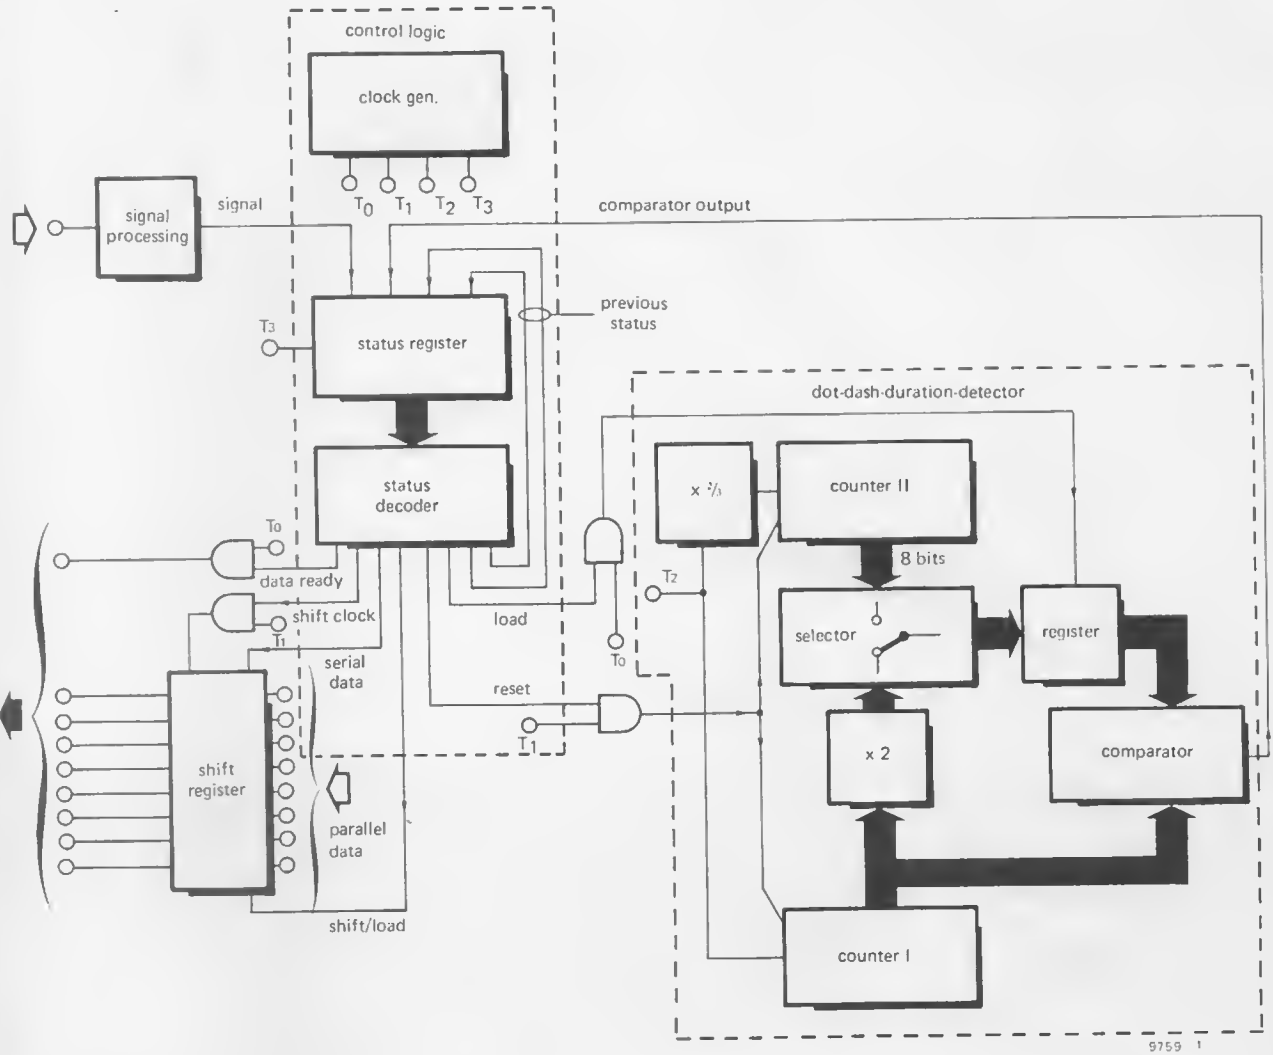 control logic
clock gen.
T0 T1 T2 T3
signal
processing
signal
comparator output
previous
status
T3
status register
dot-dash-duration-detector
status
decoder
x 2/3
counter II
8 bits
T0
data ready
shift clock
T1
load
T0
T2
selector
register
serial
data
reset
T1
x 2
comparator
shift
register
parallel
data
shift/load
counter I
9759 1